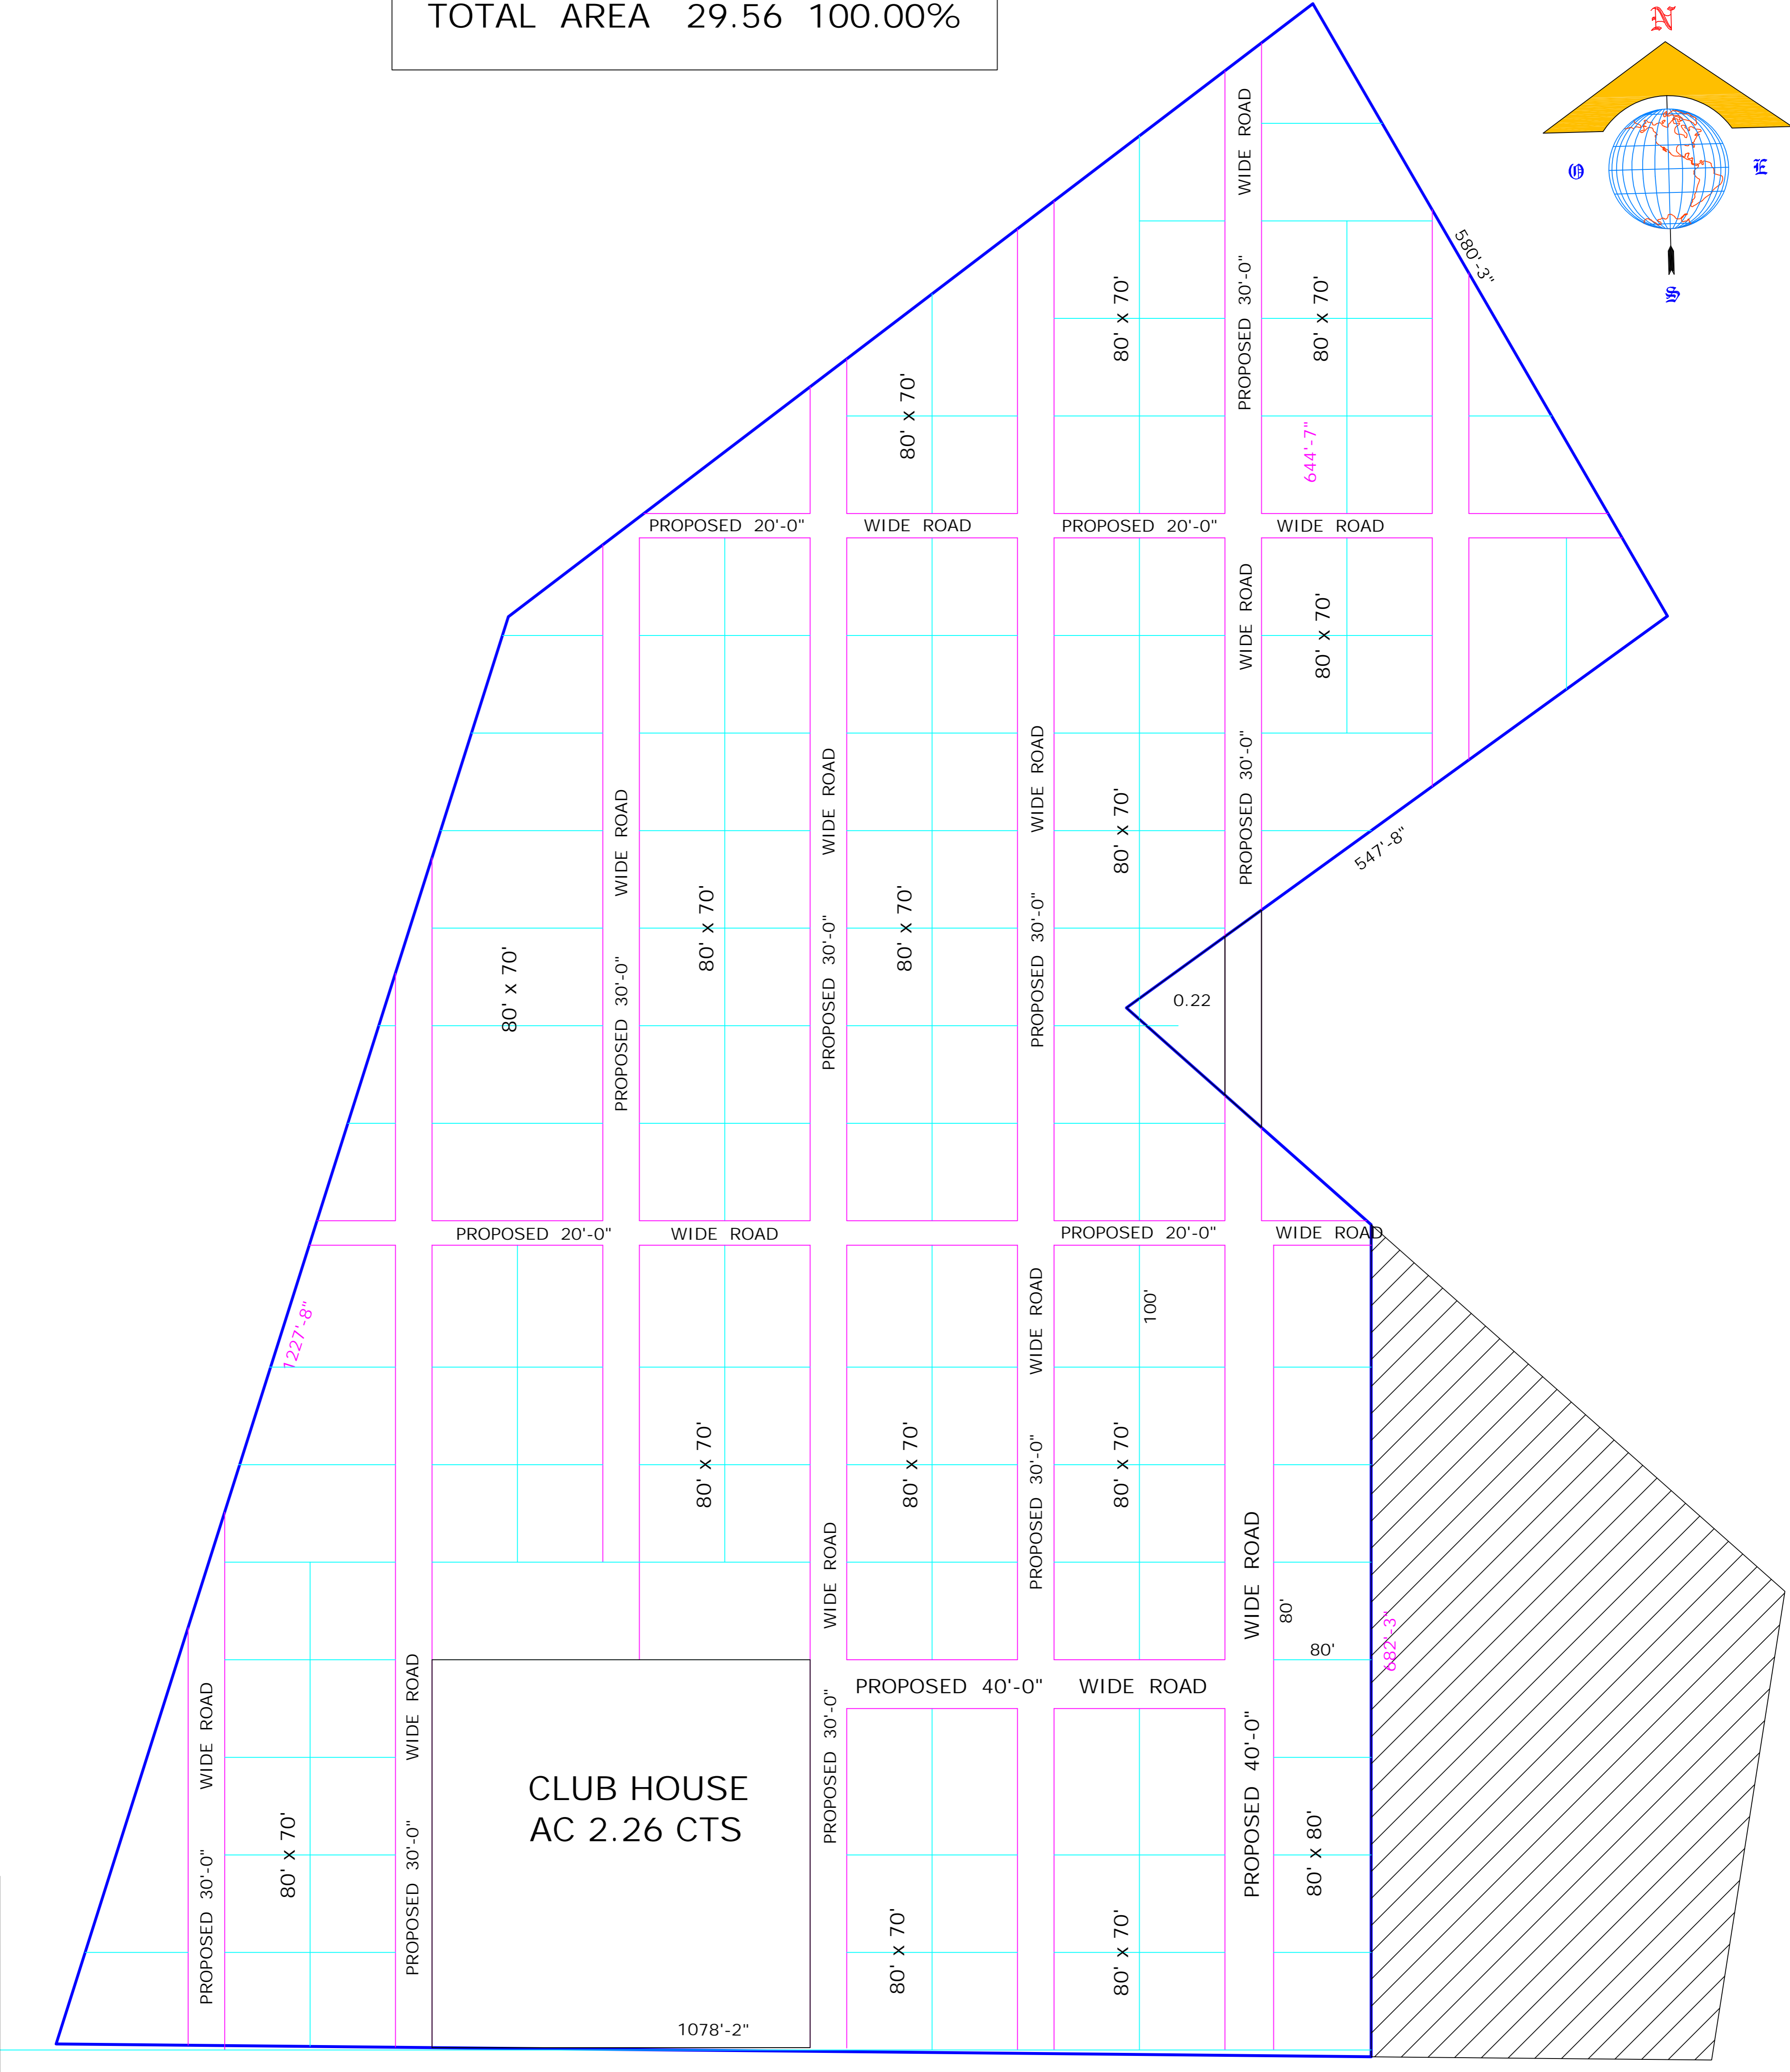 TOTAL AREA 29.56 100.00%
N
O
E
S
WIDE ROAD
PROPOSED 30'-0"
580'-3"
80' x 70'
80' x 70'
80' x 70'
644'-7"
PROPOSED 20'-0" WIDE ROAD
PROPOSED 20'-0" WIDE ROAD
WIDE ROAD
PROPOSED 30'-0"
80' x 70'
547'-8"
PROPOSED 30'-0" WIDE ROAD
PROPOSED 30'-0" WIDE ROAD
PROPOSED 30'-0" WIDE ROAD
80' x 70'
80' x 70'
80' x 70'
80' x 70'
0.22
PROPOSED 20'-0" WIDE ROAD
PROPOSED 20'-0" WIDE ROAD
1227'-8"
100'
PROPOSED 30'-0" WIDE ROAD
80' x 70'
80' x 70'
80' x 70'
80'
80'
682'-3"
PROPOSED 40'-0" WIDE ROAD
PROPOSED 30'-0" WIDE ROAD
PROPOSED 30'-0" WIDE ROAD
PROPOSED 30'-0" WIDE ROAD
PROPOSED 40'-0" WIDE ROAD
CLUB HOUSE
AC 2.26 CTS
80' x 70'
80' x 70'
80' x 70'
80' x 80'
1078'-2"